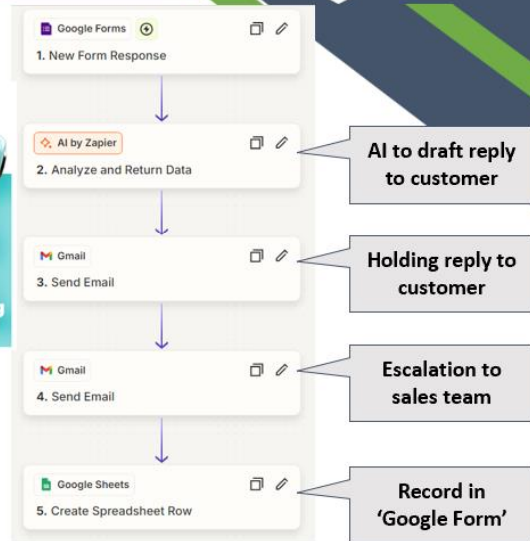 Google Forms
1. New Form Response
AI by Zapier
2. Analyze and Return Data
AI to draft reply
to customer
Gmail
3. Send Email
Holding reply to
customer
Gmail
4. Send Email
Escalation to
sales team
Google Sheets
5. Create Spreadsheet Row
Record in
'Google Form'